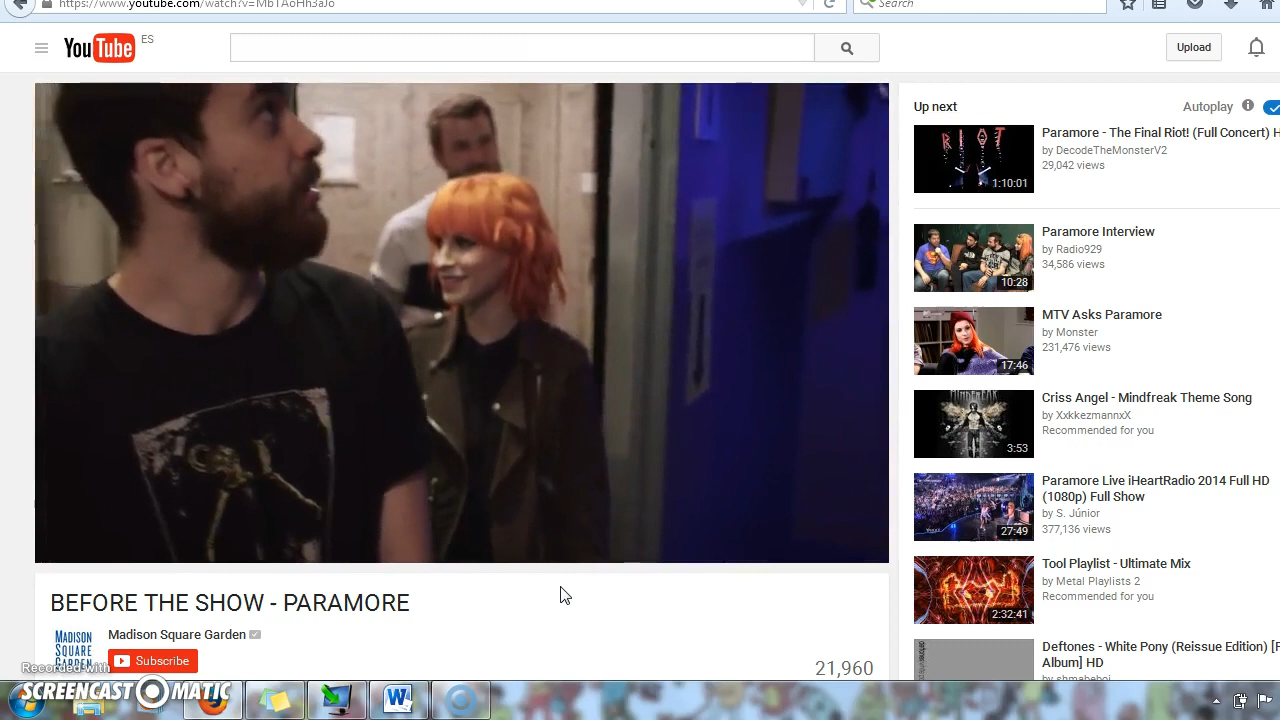 https://www.youtube.com/watch?v=MbTAoHh3aJo
Search
YouTube ES
Upload
Up next
Autoplay
Paramore - The Final Riot! (Full Concert) H
by DecodeTheMonsterV2
29,042 views
1:10:01
Paramore Interview
by Radio929
34,586 views
10:28
MTV Asks Paramore
by Monster
231,476 views
17:46
Criss Angel - Mindfreak Theme Song
by XxkkezmannxX
Recommended for you
3:53
Paramore Live iHeartRadio 2014 Full HD
(1080p) Full Show
by S. Júnior
377,136 views
27:49
Tool Playlist - Ultimate Mix
by Metal Playlists 2
Recommended for you
2:32:41
Deftones - White Pony (Reissue Edition) [F
Album] HD
by shmabeboi
BEFORE THE SHOW - PARAMORE
MADISON
SQUARE
GARDEN
Madison Square Garden
Subscribe
21,960
Recorded with
SCREENCAST O MATIC